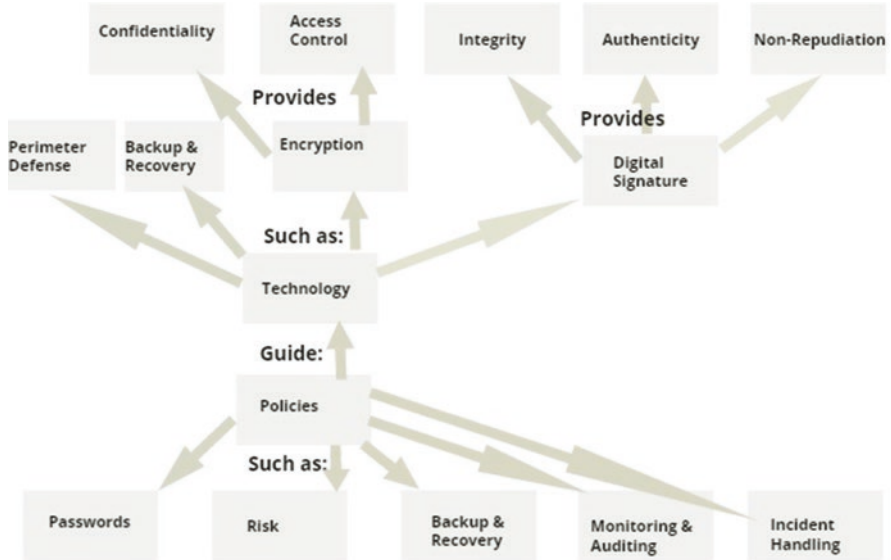 Confidentiality
Access
Control
Integrity
Authenticity
Non-Repudiation
Provides
Provides
Perimeter
Defense
Backup &
Recovery
Encryption
Digital
Signature
Such as:
Technology
Guide:
Policies
Such as:
Passwords
Risk
Backup &
Recovery
Monitoring &
Auditing
Incident
Handling